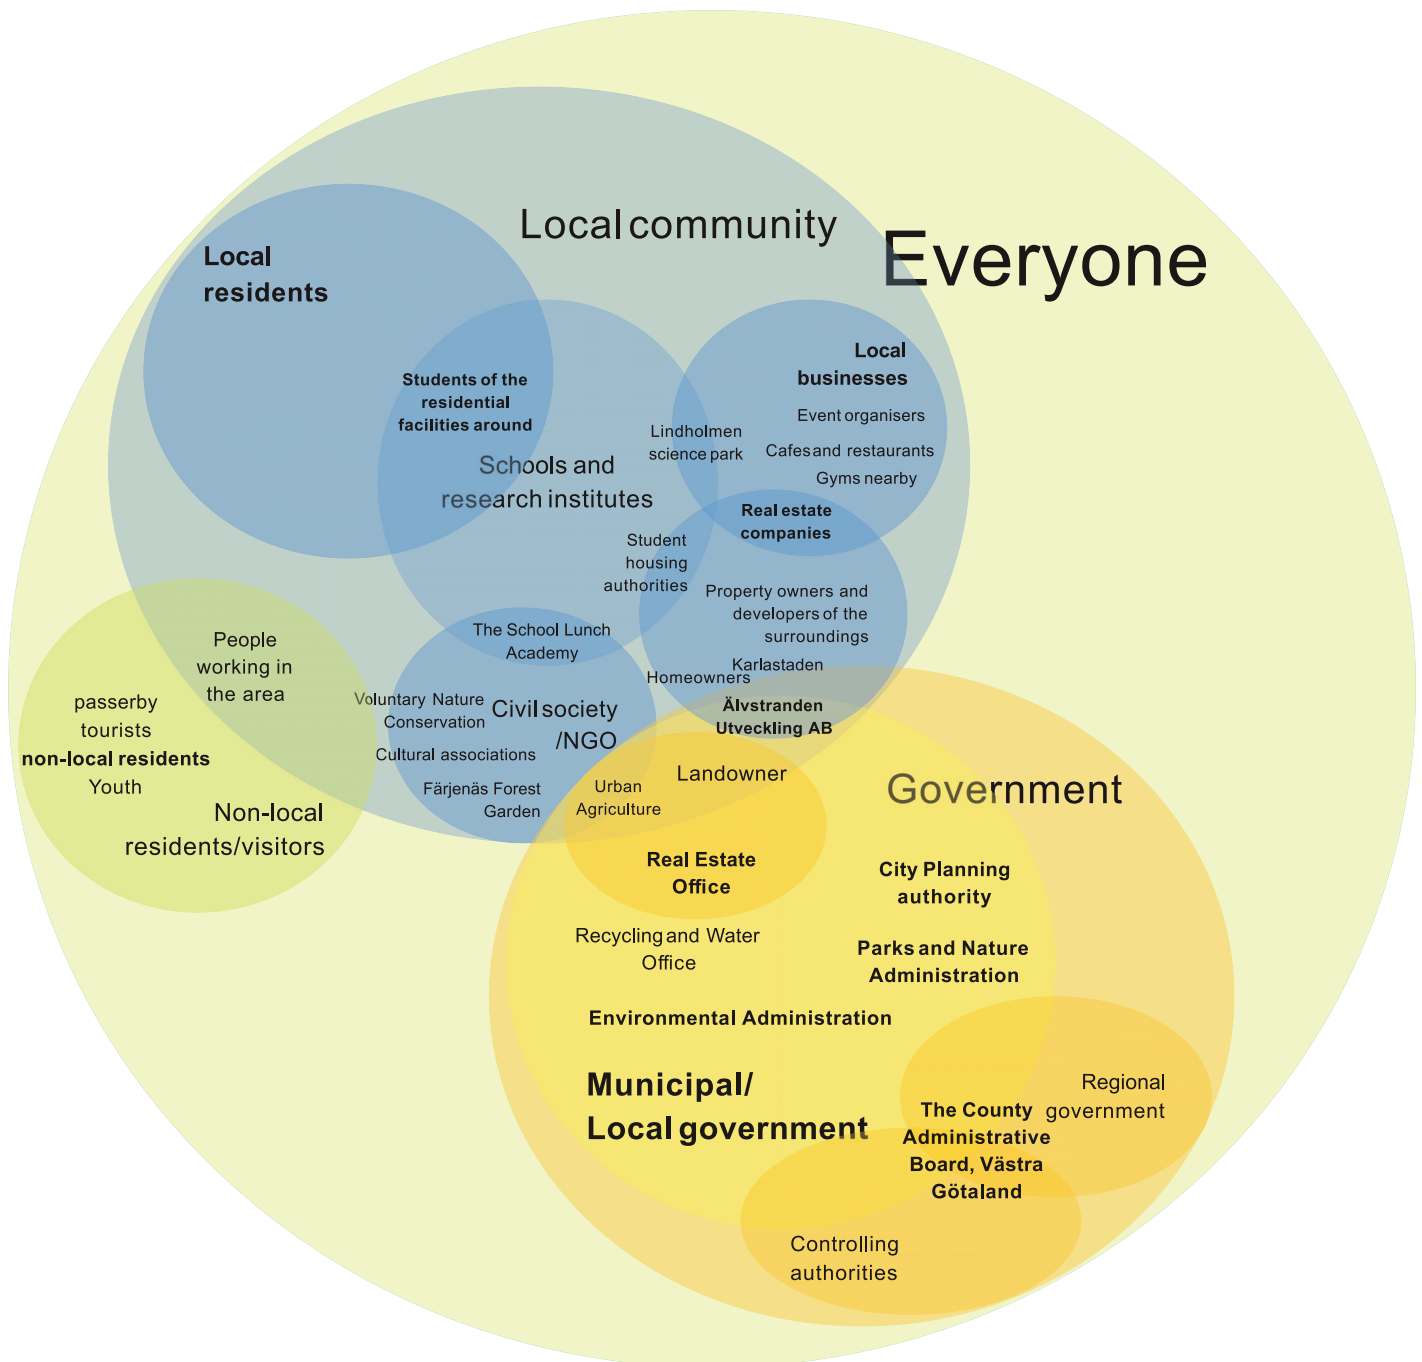 Local community
Everyone
Local
residents
Students of the
residential
facilities around
Schools and
research institutes
Local
businesses
Event organisers
Cafes and restaurants
Gyms nearby
Lindholmen
science park
Real estate
companies
Student
housing
authorities
Property owners and
developers of the
surroundings
Karlastaden
Homeowners
Älvstranden
Utveckling AB
The School Lunch
Academy
Voluntary Nature
Conservation
Civil society
/NGO
Cultural associations
Färjenäs Forest
Garden
Urban
Agriculture
People
working in
the area
passerby
tourists
non-local residents
Youth
Non-local
residents/visitors
Landowner
Government
Real Estate
Office
City Planning
authority
Recycling and Water
Office
Parks and Nature
Administration
Environmental Administration
Municipal/
Local government
Regional
government
The County
Administrative
Board, Västra
Götaland
Controlling
authorities